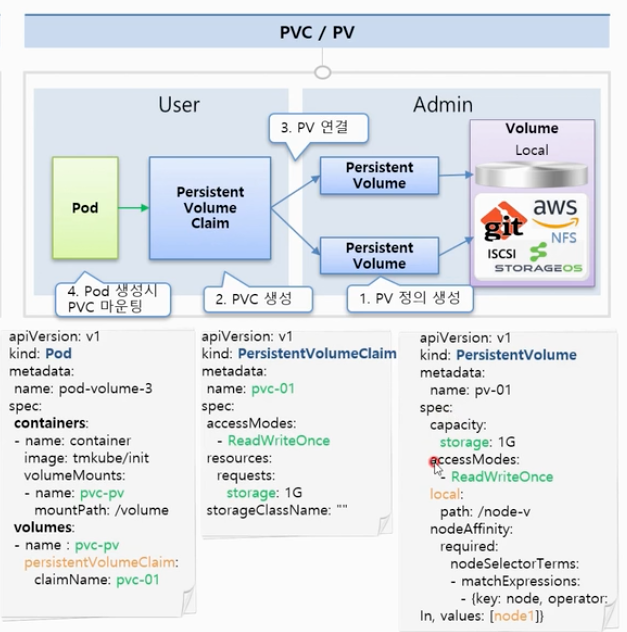 PVC / PV
User
Admin
3. PV 연결
Volume
Local
Pod
Persistent
Volume
Claim
Persistent
Volume
Persistent
Volume
git
aws
NFS
ISCSI
STORAGEOS
4. Pod 생성시
PVC 마운팅
2. PVC 생성
1. PV 정의 생성
apiVersion: v1
kind: Pod
metadata:
name: pod-volume-3
spec:
containers:
- name: container
image: tmkube/init
volumeMounts:
- name: pvc-pv
mountPath: /volume
volumes:
- name : pvc-pv
persistentVolumeClaim:
claimName: pvc-01
apiVersion: v1
kind: PersistentVolumeClaim
metadata:
name: pvc-01
spec:
accessModes:
- ReadWriteOnce
resources:
requests:
storage: 1G
storageClassName: ""
apiVersion: v1
kind: PersistentVolume
metadata:
name: pv-01
spec:
capacity:
storage: 1G
accessModes:
- ReadWriteOnce
local:
path: /node-v
nodeAffinity:
required:
nodeSelectorTerms:
- matchExpressions:
- {key: node, operator:
In, values: [node1]}